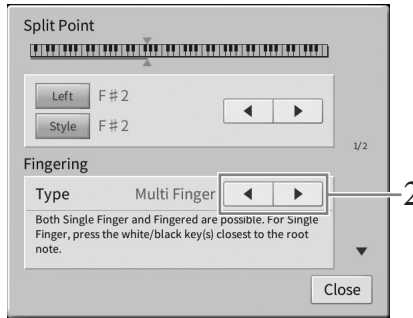 Split Point
Left F#2
Style F#2
1/2
Fingering
Type Multi Finger
2
Both Single Finger and Fingered are possible. For Single
Finger, press the white/black key(s) closest to the root
note.
Close